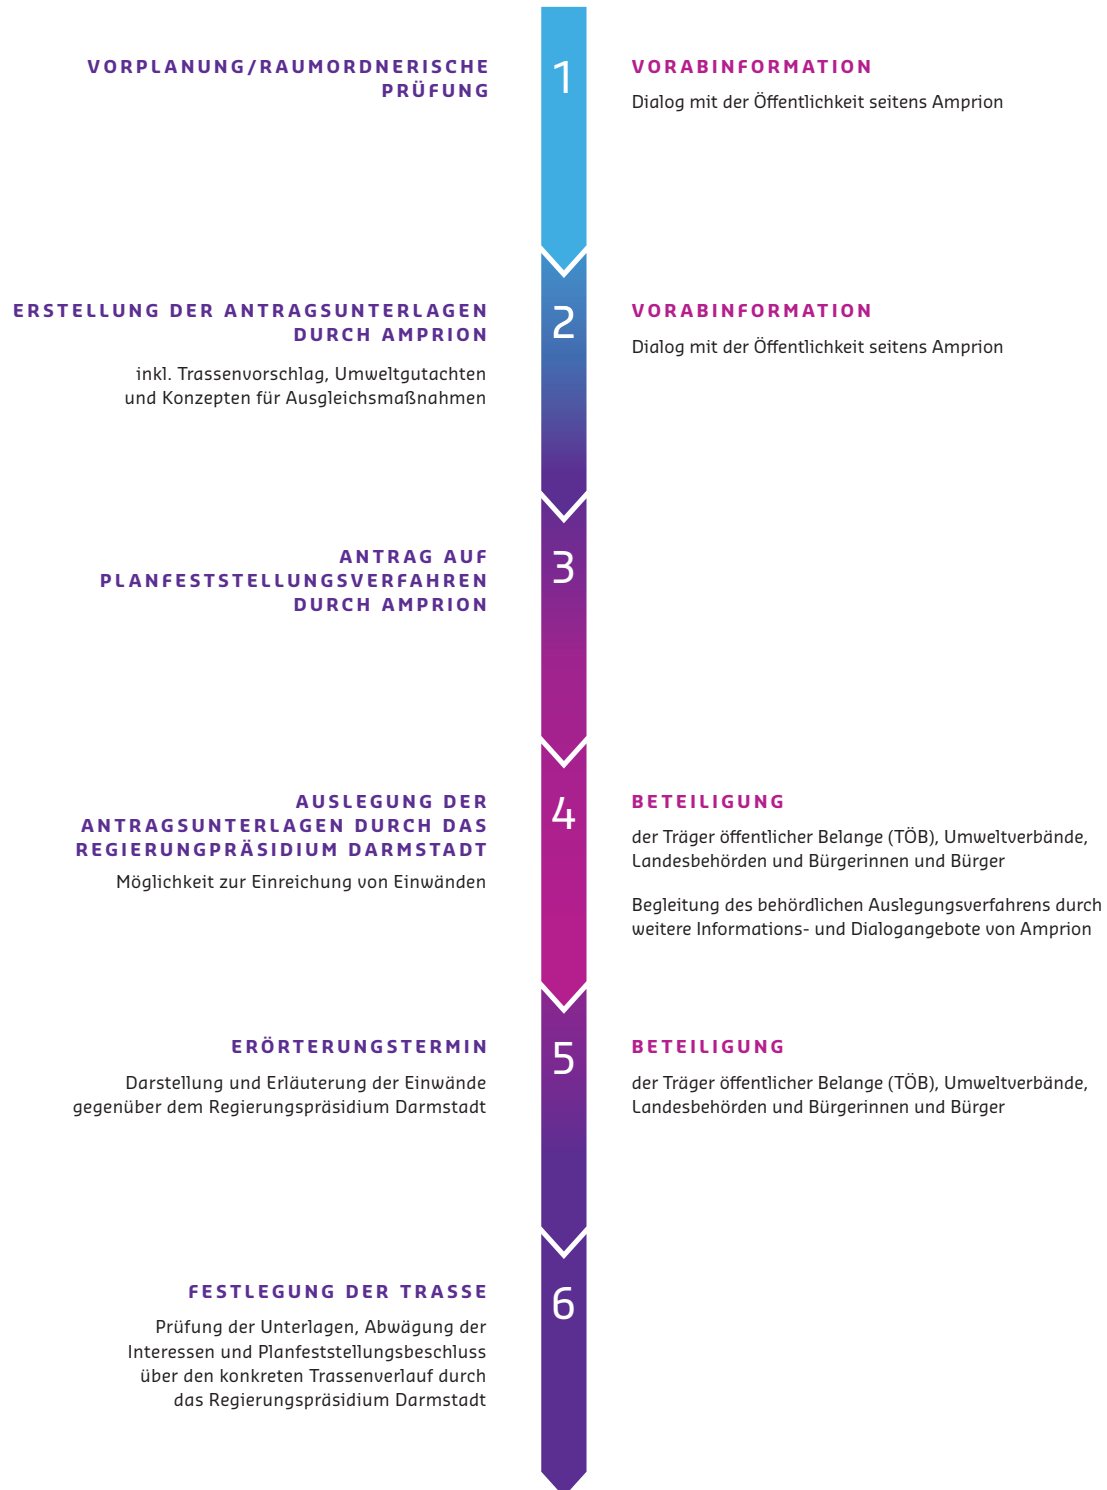 VORPLANUNG/RAUMORDNERISCHE
PRÜFUNG
1
VORABINFORMATION
Dialog mit der Öffentlichkeit seitens Amprion
ERSTELLUNG DER ANTRAGSUNTERLAGEN
DURCH AMPRION
inkl. Trassenvorschlag, Umweltgutachten
und Konzepten für Ausgleichsmaßnahmen
2
VORABINFORMATION
Dialog mit der Öffentlichkeit seitens Amprion
ANTRAG AUF
PLANFESTSTELLUNGSVERFAHREN
DURCH AMPRION
3
AUSLEGUNG DER
ANTRAGSUNTERLAGEN DURCH DAS
REGIERUNGPRÄSIDIUM DARMSTADT
Möglichkeit zur Einreichung von Einwänden
4
BETEILIGUNG
der Träger öffentlicher Belange (TÖB), Umweltverbände,
Landesbehörden und Bürgerinnen und Bürger
Begleitung des behördlichen Auslegungsverfahrens durch
weitere Informations- und Dialogangebote von Amprion
ERÖRTERUNGSTERMIN
Darstellung und Erläuterung der Einwände
gegenüber dem Regierungspräsidium Darmstadt
5
BETEILIGUNG
der Träger öffentlicher Belange (TÖB), Umweltverbände,
Landesbehörden und Bürgerinnen und Bürger
FESTLEGUNG DER TRASSE
Prüfung der Unterlagen, Abwägung der
Interessen und Planfeststellungsbeschluss
über den konkreten Trassenverlauf durch
das Regierungspräsidium Darmstadt
6